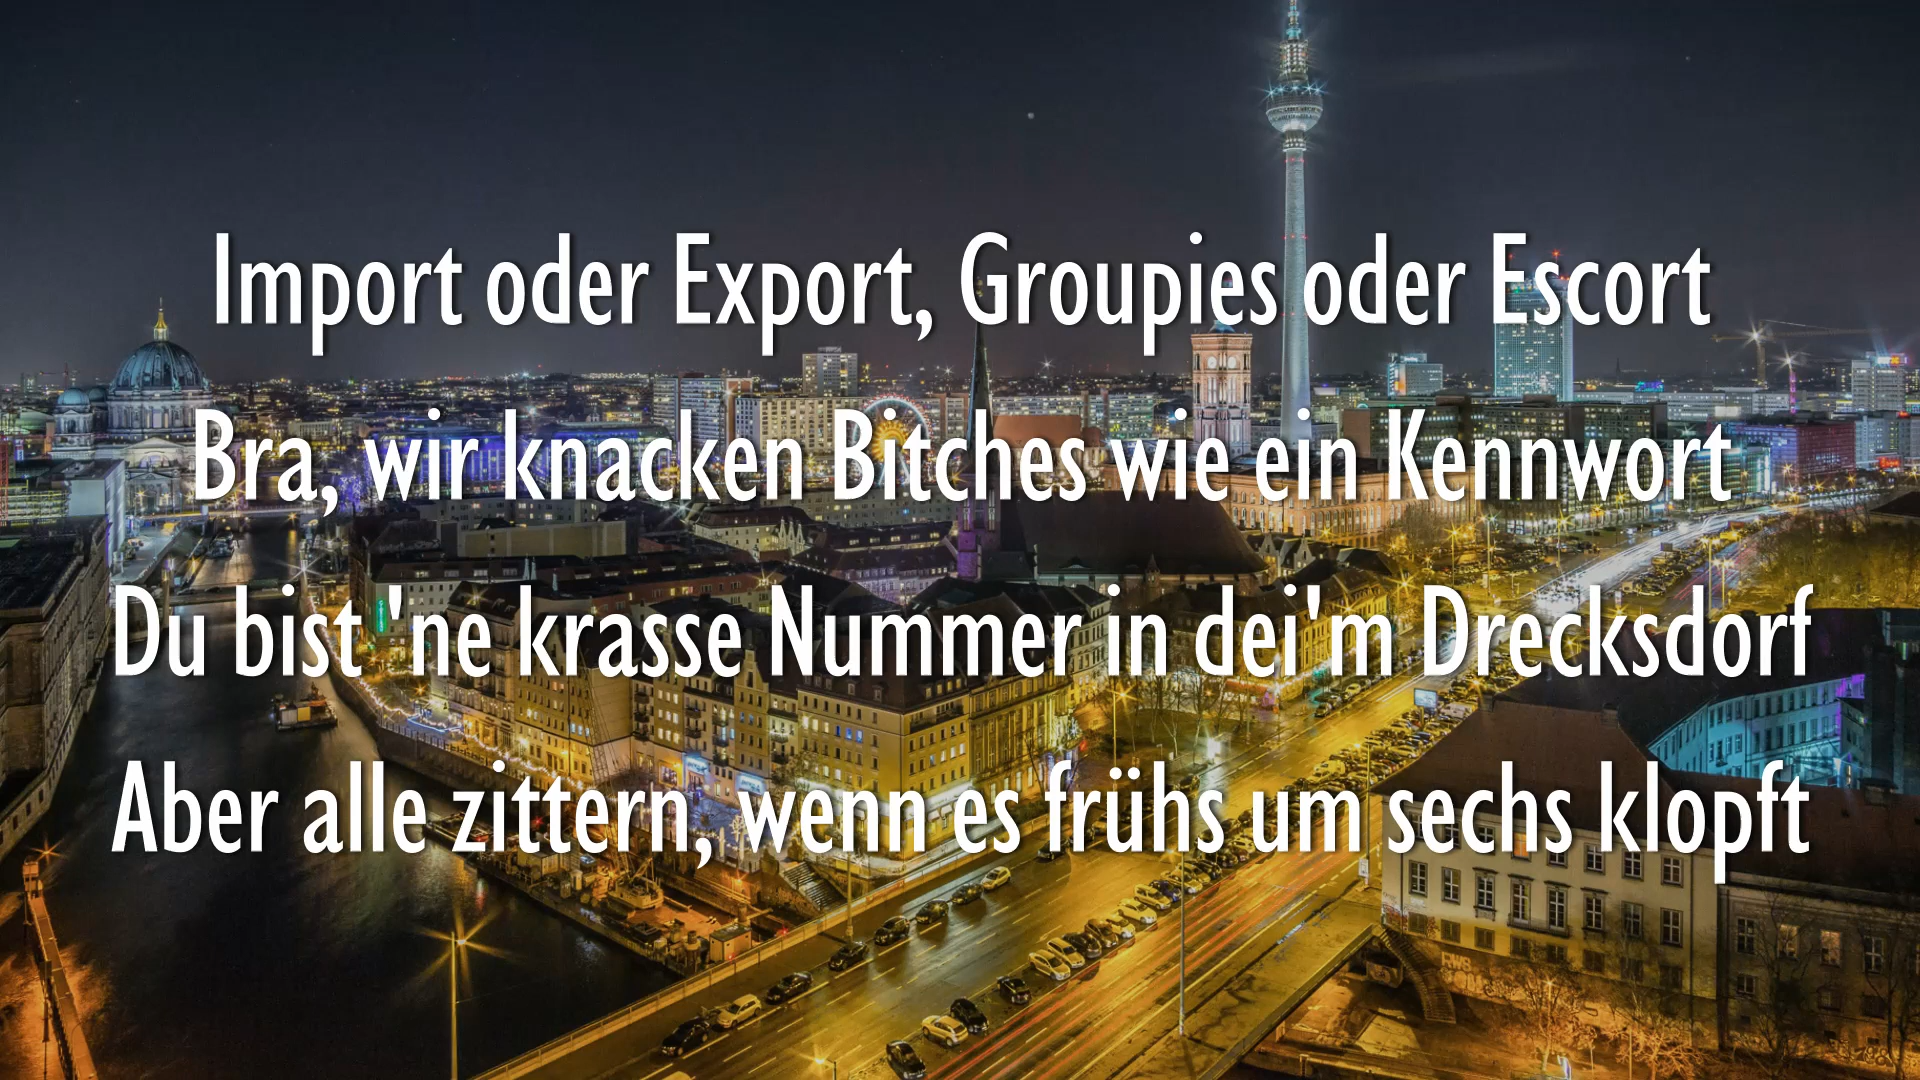 Import oder Export, Groupies oder Escort
Bra, wir knacken Bitches wie ein Kennwort
Du bist 'ne krasse Nummer in dei'm Drecksdorf
Aber alle zittern, wenn es frühs um sechs klopft